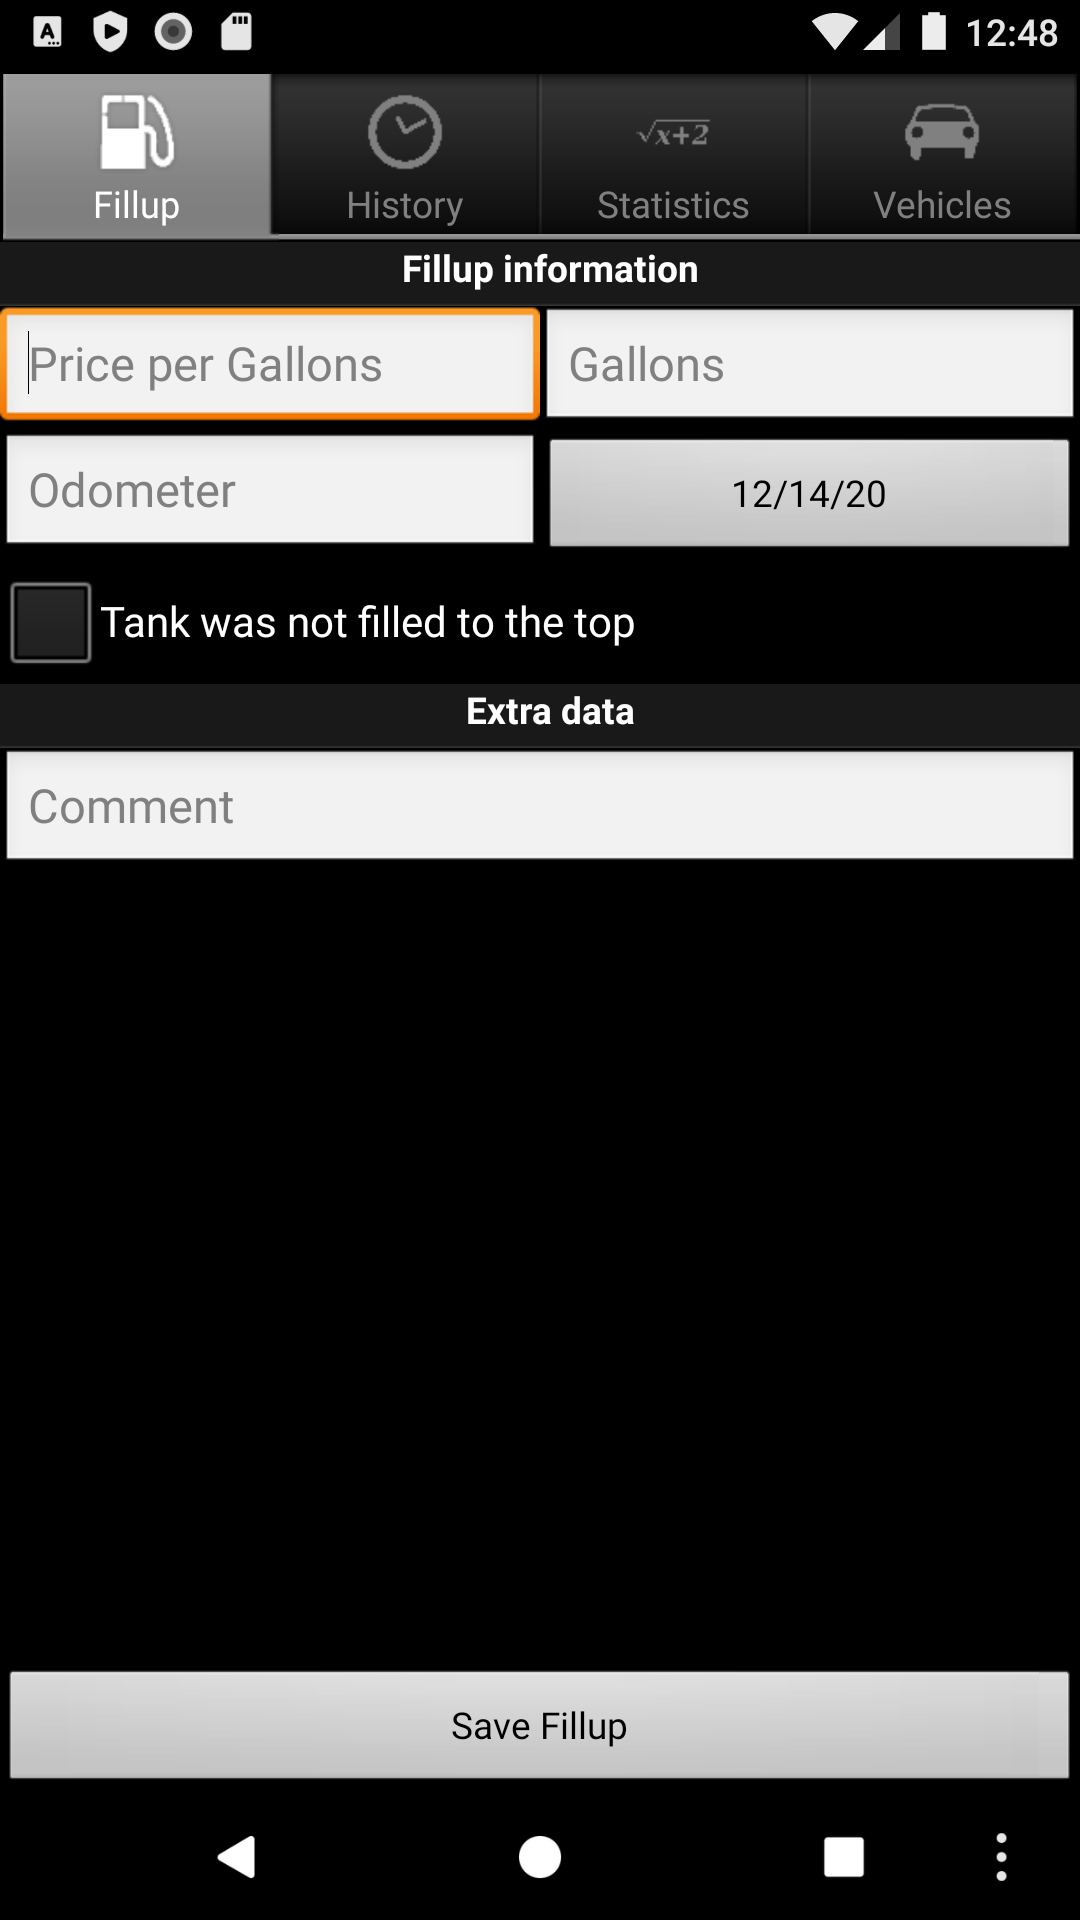 12:48
Fillup
History
√x+2
Statistics
Vehicles
Fillup information
Price per Gallons
Gallons
Odometer
12/14/20
Tank was not filled to the top
Extra data
Comment
Save Fillup